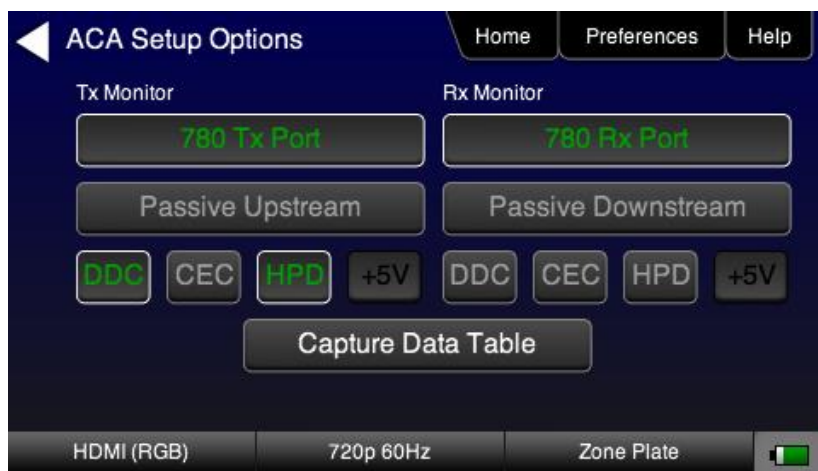 ACA Setup Options
Home
Preferences
Help
Tx Monitor
Rx Monitor
780 Tx Port
780 Rx Port
Passive Upstream
Passive Downstream
DDC
CEC
HPD
+5V
DDC
CEC
HPD
+5V
Capture Data Table
HDMI (RGB)
720p 60Hz
Zone Plate